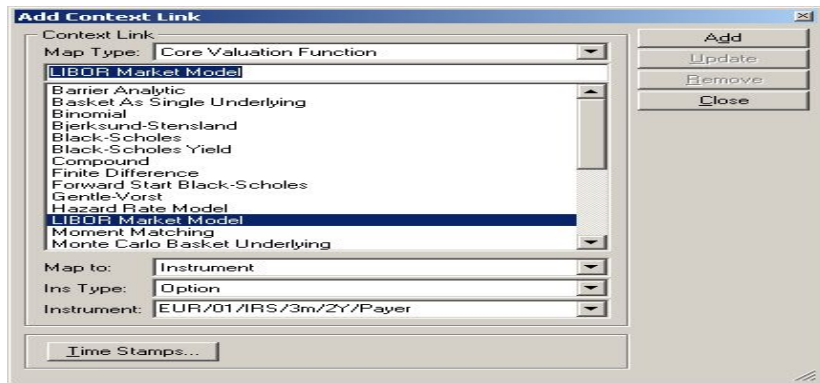 Add Context Link
Context Link
Map Type: Core Valuation Function
LIBOR Market Model
Barrier Analytic
Basket As Single Underlying
Binomial
Bjerksund-Stensland
Black-Scholes
Black-Scholes Yield
Compound
Finite Difference
Forward Start Black-Scholes
Gentle-Vorst
Hazard Rate Model
LIBOR Market Model
Moment Matching
Monte Carlo Basket Underlying
Map to: Instrument
Ins Type: Option
Instrument: EUR/01/IRS/3m/2Y/Payer
Time Stamps...
Add
Update
Remove
Close